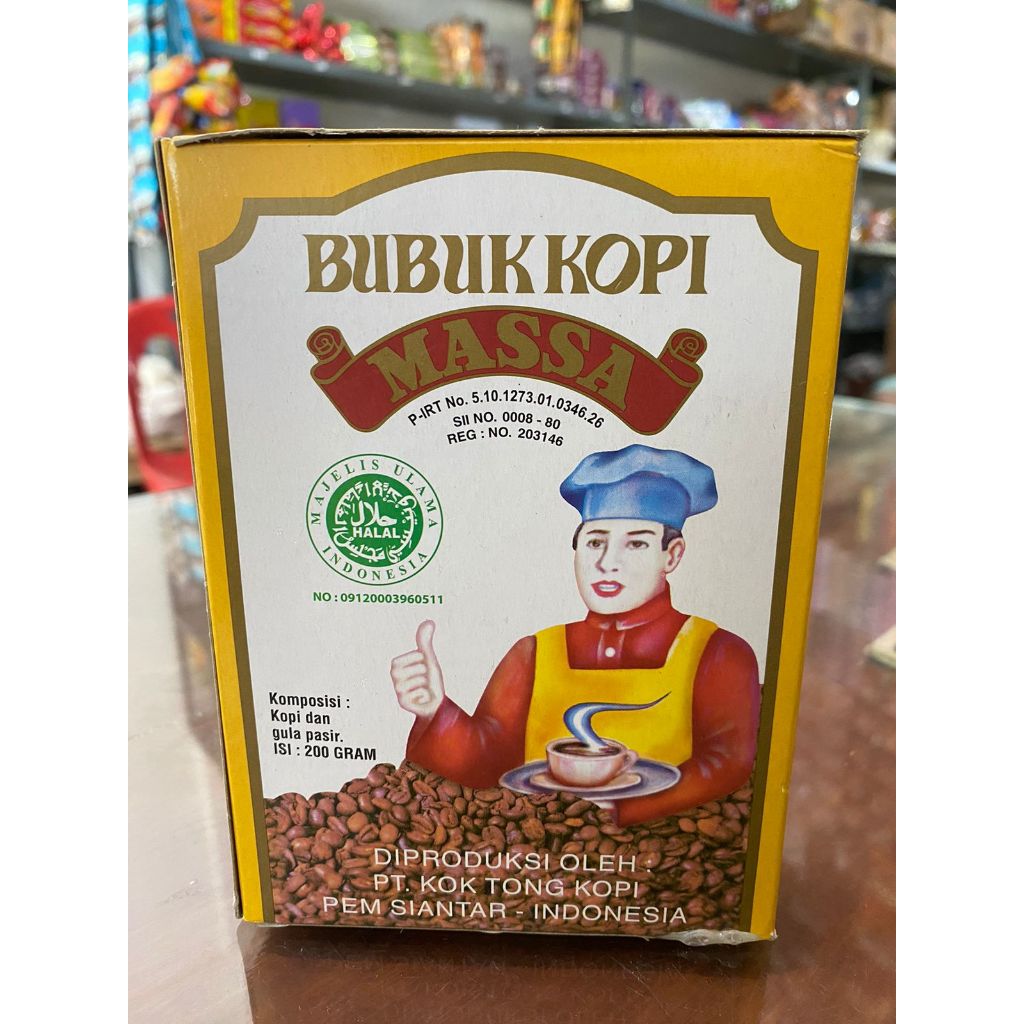 BUBUK KOPI
MASSA
P-IRT No. 5.10.1273.01.0346.26
SII NO. 0008 - 80
REG : NO. 203146
MAJELIS ULAMA
حلال
HALAL
INDONESIA
NO : 09120003960511
Komposisi :
Kopi dan
gula pasir.
ISI : 200 GRAM
DIPRODUKSI OLEH :
PT. KOK TONG KOPI
PEM SIANTAR - INDONESIA